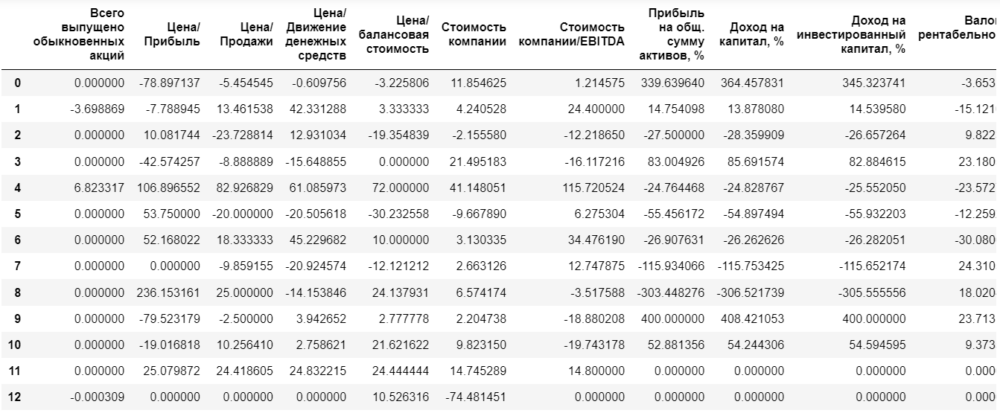 Всего выпущено обыкновенных акций Цена/Прибыль Цена/Продажи Цена/Движение денежных средств Цена/балансовая стоимость Стоимость компании Стоимость компании/EBITDA Прибыль на общ. сумму активов, % Доход на капитал, % Доход на инвестированный капитал, %
0 0.000000 -78.897137 -5.454545 -0.609756 -3.225806 11.854625 1.214575 339.639640 364.457831 345.323741 -3.653
1 -3.698869 -7.788945 13.461538 42.331288 3.333333 4.240528 24.400000 14.754098 13.878080 14.539580 -15.121
2 0.000000 10.081744 -23.728814 12.931034 -19.354839 -2.155580 -12.218650 -27.500000 -28.359909 -26.657264 9.822
3 0.000000 -42.574257 -8.888889 -15.648855 0.000000 21.495183 -16.117216 83.004926 85.691574 82.884615 23.180
4 6.823317 106.896552 82.926829 61.085973 72.000000 41.148051 115.720524 -24.764468 -24.828767 -25.552050 -23.572
5 0.000000 53.750000 -20.000000 -20.505618 -30.232558 -9.667890 6.275304 -55.456172 -54.897494 -55.932203 -12.259
6 0.000000 52.168022 18.333333 45.229682 10.000000 3.130335 34.476190 -26.907631 -26.262626 -26.282051 -30.080
7 0.000000 0.000000 -9.859155 -20.924574 -12.121212 2.663126 12.747875 -115.934066 -115.753425 -115.652174 24.310
8 0.000000 236.153161 25.000000 -14.153846 24.137931 6.574174 -3.517588 -303.448276 -306.521739 -305.555556 18.020
9 0.000000 -79.523179 -2.500000 3.942652 2.777778 2.204738 -18.880208 400.000000 408.421053 400.000000 23.713
10 0.000000 -19.016818 10.256410 2.758621 21.621622 9.823150 -19.743178 52.881356 54.244306 54.594595 9.373
11 0.000000 25.079872 24.418605 24.832215 24.444444 14.745289 14.800000 0.000000 0.000000 0.000000 0.000
12 -0.000309 0.000000 0.000000 0.000000 10.526316 -74.481451 0.000000 0.000000 0.000000 0.000000 0.000